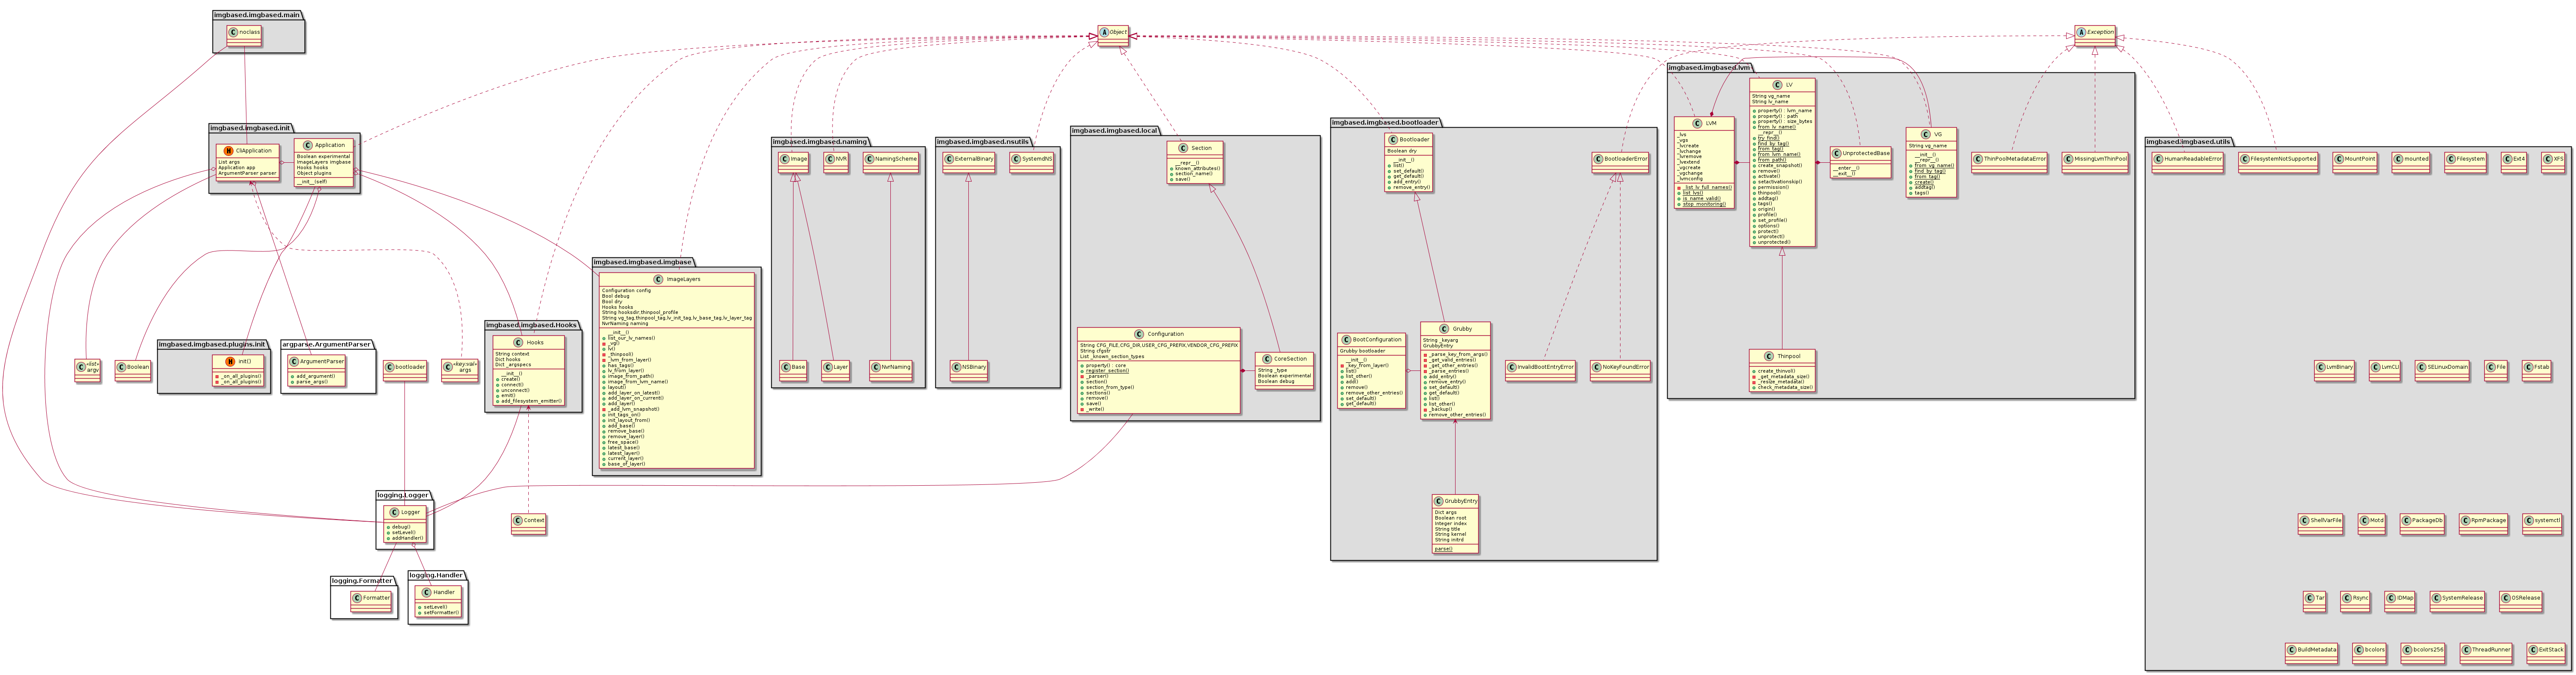 imgbased.imgbased.main
C noclass
A Object
A Exception
imgbased.imgbased.init
H CliApplication
List args
Application app
Hooks hooks
ArgumentParser parser
C Application
Boolean experimental
ImageLayers imgbase
Hooks hooks
Object plugins
__init__(self)
C «list»
argv
C Boolean
imgbased.imgbased.plugins.init
H init()
_on_all_plugins()
_on_all_plugins()
argparse.ArgumentParser
C ArgumentParser
add_argument()
parse_args()
C bootloader
C «keyval»
args
logging.Logger
C Logger
debug()
setLevel()
addHandler()
logging.Formatter
C Formatter
logging.Handler
C Handler
setLevel()
setFormatter()
imgbased.imgbased.Hooks
C Hooks
String context
Dict hooks
Dict _argspecs
__init__()
create()
connect()
unconnect()
emit()
add_filesystem_emitter()
C Context
imgbased.imgbased.imgbase
C ImageLayers
Configuration config
Bool debug
Bool dry
Hooks hooks
String hooksdir,thinpool_profile
String vg_tag,thinpool_tag,lv_init_tag,lv_base_tag,lv_layer_tag
NvrNaming naming
__init__()
list_our_lv_names()
_vg()
lv()
_thinpool()
_lvm_from_layer()
has_tags()
lv_from_layer()
image_from_path()
image_from_lvm_name()
layout()
add_layer_on_latest()
add_layer_on_current()
add_layer()
_add_lvm_snapshot()
init_tags_on()
init_layout_from()
add_base()
remove_base()
remove_layer()
free_space()
latest_base()
latest_layer()
current_layer()
base_of_layer()
imgbased.imgbased.naming
C Image
C NVR
C NamingScheme
C Base
C Layer
C NvrNaming
imgbased.imgbased.nsutils
C ExternalBinary
C SystemdNS
C NSBinary
imgbased.imgbased.local
C Section
__repr__()
known_attributes()
section_name()
save()
C Configuration
String CFG_FILE,CFG_DIR,USER_CFG_PREFIX,VENDOR_CFG_PREFIX
String cfgstr
List _known_section_types
property() : core
register_section()
_parser()
section()
section_from_type()
sections()
remove()
save()
_write()
C CoreSection
String _type
Boolean experimental
Boolean debug
imgbased.imgbased.bootloader
C Bootloader
Boolean dry
__init__()
list()
set_default()
get_default()
add_entry()
remove_entry()
C BootloaderError
C BootConfiguration
Grubby bootloader
__init__()
_key_from_layer()
list()
list_other()
add()
remove()
remove_other_entries()
set_default()
get_default()
C Grubby
String _keyarg
GrubbyEntry
_parse_key_from_args()
_get_valid_entries()
_get_other_entries()
_parse_entries()
add_entry()
remove_entry()
set_default()
get_default()
list()
list_other()
_backup()
remove_other_entries()
C InvalidBootEntryError
C NoKeyFoundError
C GrubbyEntry
Dict args
Boolean root
Integer index
String title
String kernel
String initrd
parse()
imgbased.imgbased.lvm
C LVM
_lvs
_vgs
_lvcreate
_lvchange
_lvremove
_lvextend
_vgcreate
_vgchange
_lvmconfig
_list_lv_full_names()
list_lvs()
is_name_valid()
stop_monitoring()
C LV
String vg_name
String lv_name
property() : lvm_name
property() : path
property() : size_bytes
from_lv_name()
__repr__()
try_find()
find_by_tag()
from_tag()
from_lvm_name()
from_path()
create_snapshot()
remove()
activate()
setactivationskip()
permission()
thinpool()
addtag()
tags()
origin()
profile()
set_profile()
options()
protect()
unprotect()
unprotected()
C UnprotectedBase
__enter__()
__exit__()
C VG
String vg_name
__init__()
__repr__()
from_vg_name()
find_by_tag()
from_tag()
create()
addtag()
tags()
C ThinPoolMetadataError
C MissingLvmThinPool
C Thinpool
create_thinvol()
_get_metadata_size()
_resize_metadata()
check_metadata_size()
imgbased.imgbased.utils
C HumanReadableError
C FilesystemNotSupported
C MountPoint
C mounted
C Filesystem
C Ext4
C XFS
C LvmBinary
C LvmCLI
C SELinuxDomain
C File
C Fstab
C ShellVarFile
C Motd
C PackageDb
C RpmPackage
C systemctl
C Tar
C Rsync
C IDMap
C SystemRelease
C OSRelease
C BuildMetadata
C bcolors
C bcolors256
C ThreadRunner
C ExitStack